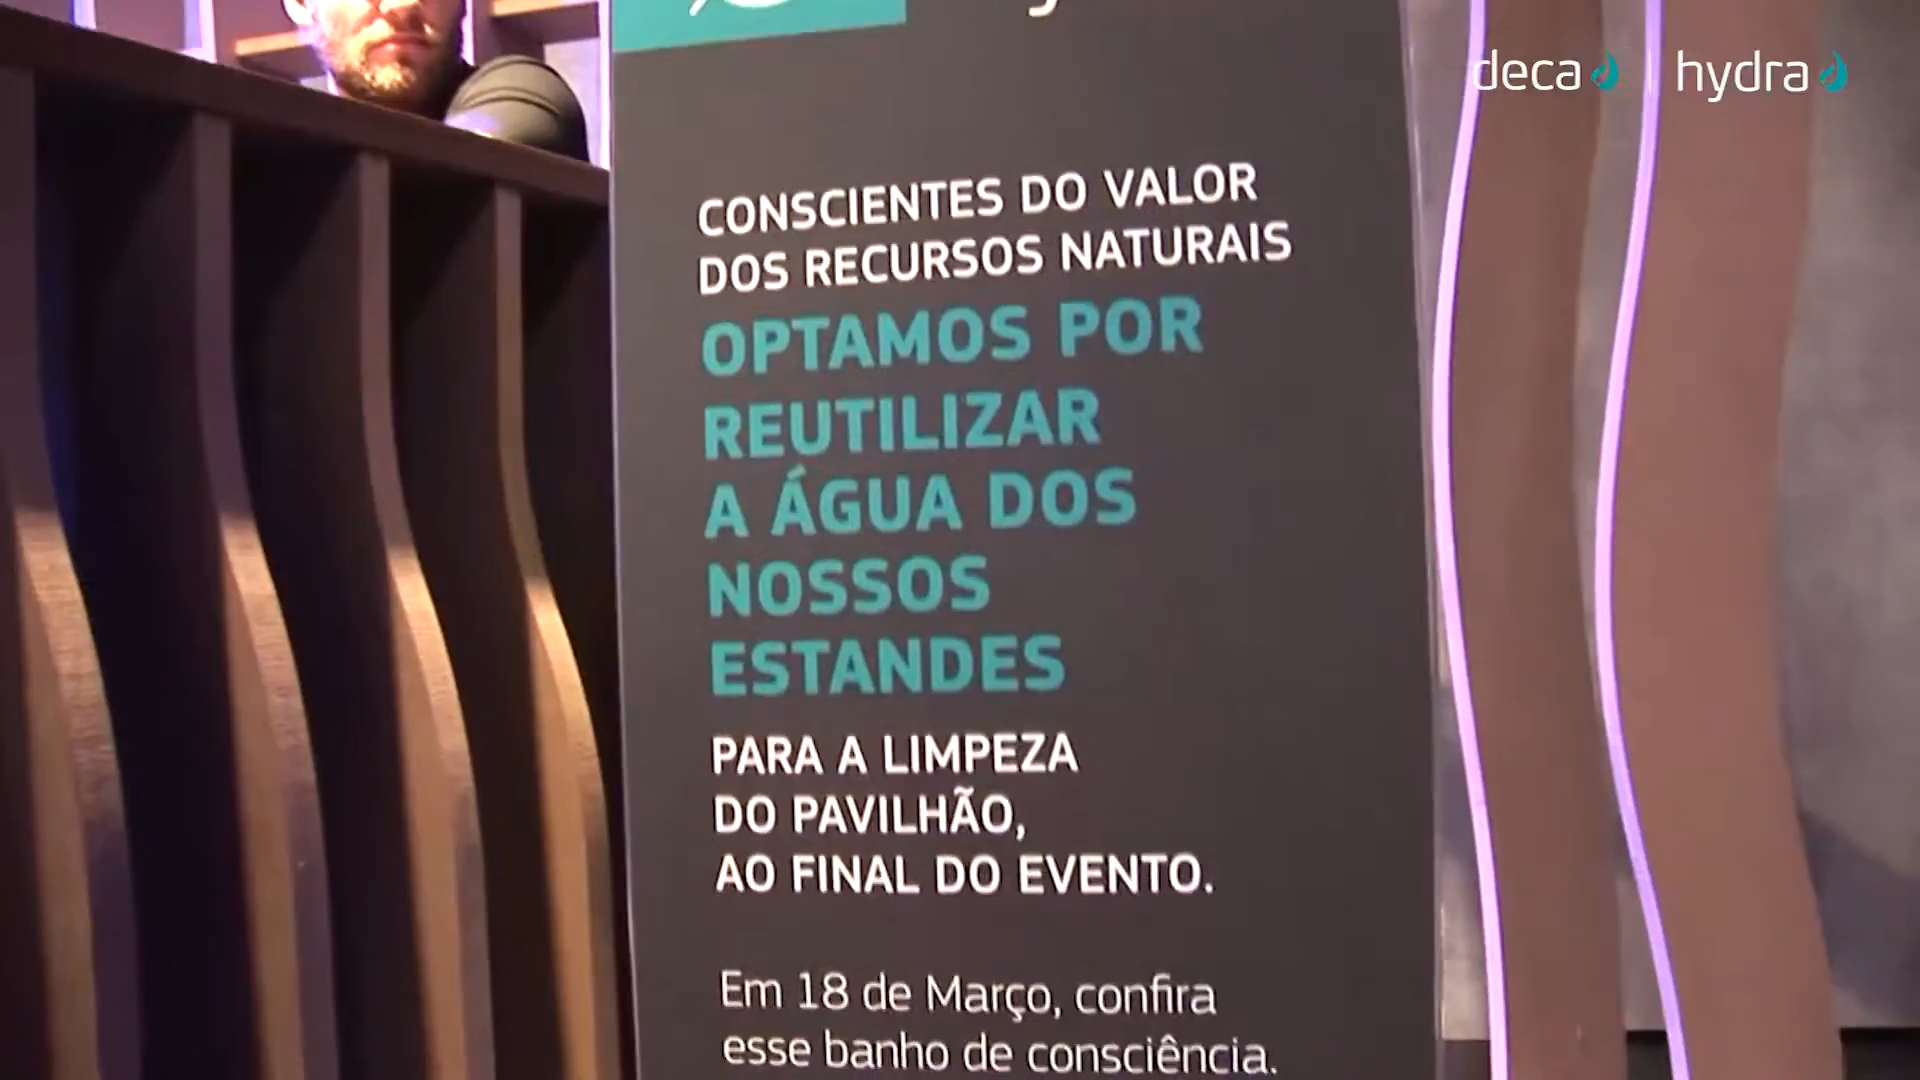 deca hydra
CONSCIENTES DO VALOR
DOS RECURSOS NATURAIS
OPTAMOS POR
REUTILIZAR
A ÁGUA DOS
NOSSOS
ESTANDES
PARA A LIMPEZA
DO PAVILHÃO,
AO FINAL DO EVENTO.
Em 18 de Março, confira
esse banho de consciência.